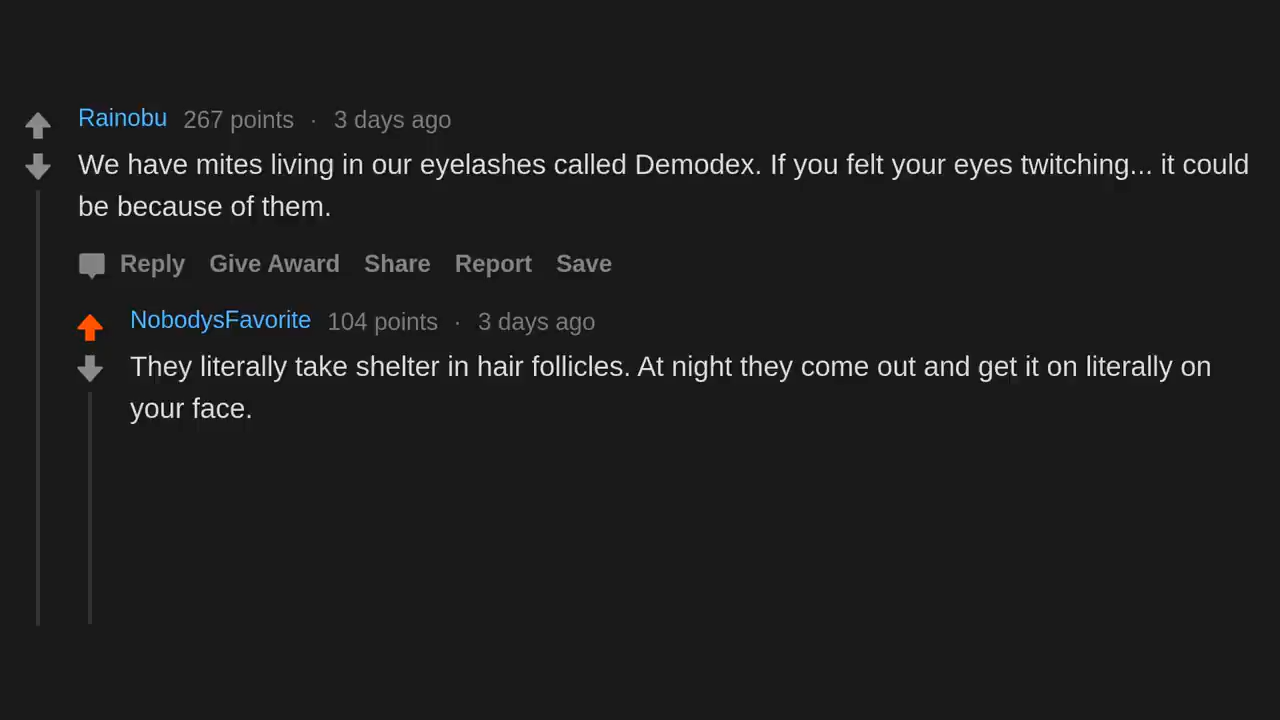 Rainobu 267 points · 3 days ago
We have mites living in our eyelashes called Demodex. If you felt your eyes twitching... it could
be because of them.
Reply Give Award Share Report Save
NobodysFavorite 104 points · 3 days ago
They literally take shelter in hair follicles. At night they come out and get it on literally on
your face.